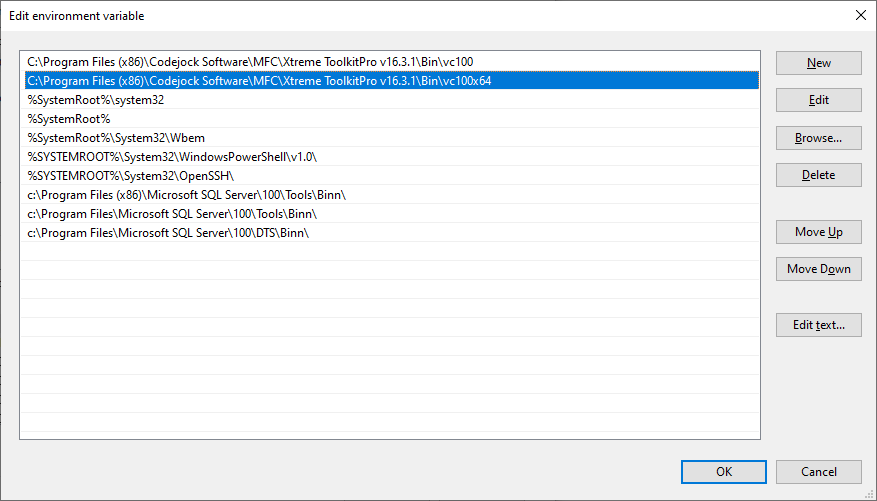 Edit environment variable
C:\Program Files (x86)\Codejock Software\MFC\Xtreme ToolkitPro v16.3.1\Bin\vc100
C:\Program Files (x86)\Codejock Software\MFC\Xtreme ToolkitPro v16.3.1\Bin\vc100x64
%SystemRoot%\system32
%SystemRoot%
%SystemRoot%\System32\Wbem
%SYSTEMROOT%\System32\WindowsPowerShell\v1.0\
%SYSTEMROOT%\System32\OpenSSH\
c:\Program Files (x86)\Microsoft SQL Server\100\Tools\Binn\
c:\Program Files\Microsoft SQL Server\100\Tools\Binn\
c:\Program Files\Microsoft SQL Server\100\DTS\Binn\
New
Edit
Browse...
Delete
Move Up
Move Down
Edit text...
OK
Cancel